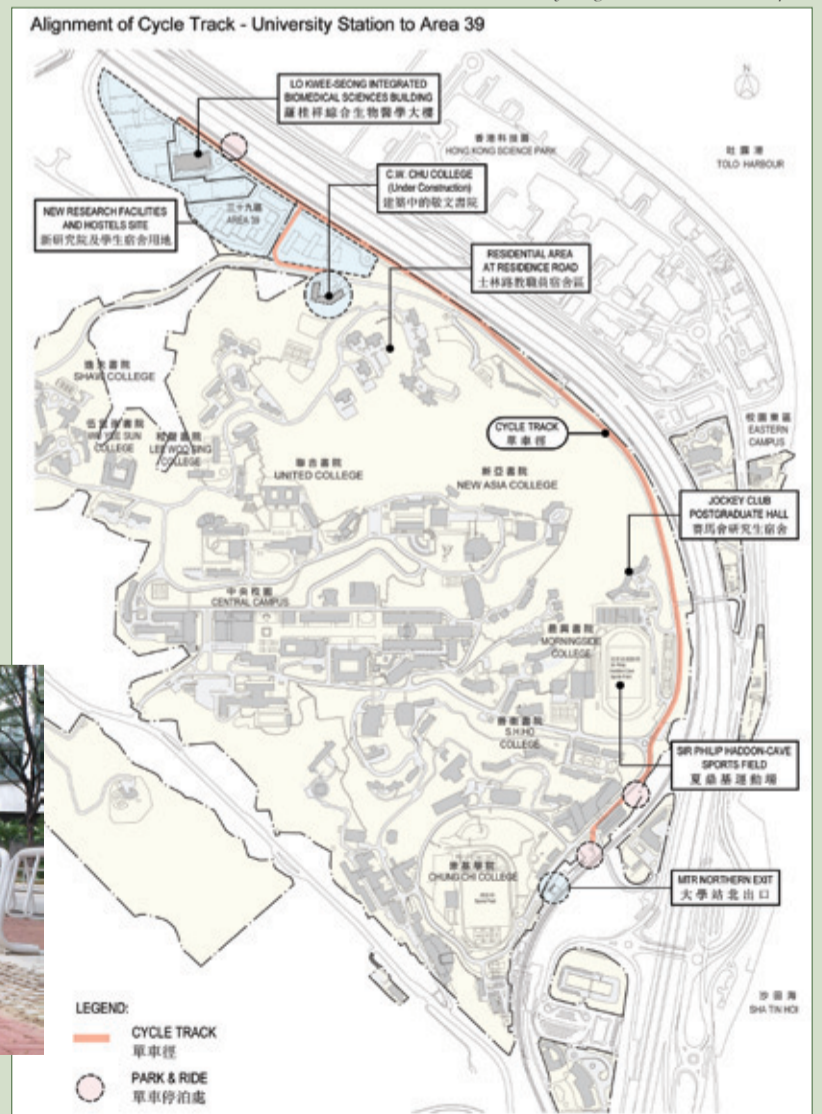 Alignment of Cycle Track - University Station to Area 39
LO KWEE-SEONG INTEGRATED
BIOMEDICAL SCIENCES BUILDING
羅桂祥綜合生物醫學大樓
N
香港科技園
HONG KONG SCIENCE PARK
吐露港
TOLO HARBOUR
C.W. CHU COLLEGE
(Under Construction)
建築中的敬文書院
NEW RESEARCH FACILITIES
AND HOSTELS SITE
新研究院及學生宿舍用地
三十九區
AREA 39
RESIDENTIAL AREA
AT RESIDENCE ROAD
士林路教職員宿舍區
逸夫書院
SHAW COLLEGE
CYCLE TRACK
單車徑
校園東區
EASTERN
CAMPUS
伍宜孫書院
WU YEE SUN
COLLEGE
和聲書院
LEE WOO SING
COLLEGE
聯合書院
UNITED COLLEGE
新亞書院
NEW ASIA COLLEGE
JOCKEY CLUB
POSTGRADUATE HALL
賽馬會研究生宿舍
中央校園
CENTRAL CAMPUS
晨興書院
MORNINGSIDE
COLLEGE
善衡書院
S.H.HO
COLLEGE
SIR PHILIP HADDON-CAVE
SPORTS FIELD
夏鼎基運動場
崇基學院
CHUNG CHI COLLEGE
MTR NORTHERN EXIT
大學站北出口
沙田海
SHA TIN HOI
LEGEND:
CYCLE TRACK
單車徑
PARK & RIDE
單車停泊處